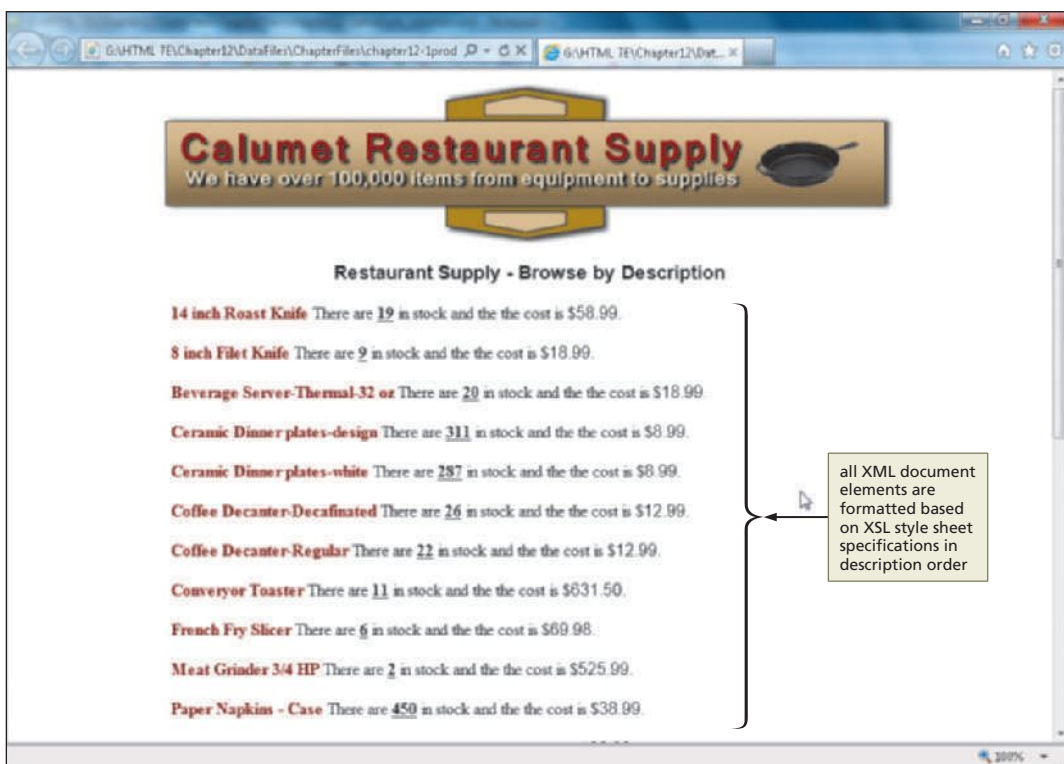 G:\HTML 7E\Chapter12\DataFiles\ChapterFiles\chapter12-1prod
G:\HTML 7E\Chapter12\Dat...
Calumet Restaurant Supply
We have over 100,000 items from equipment to supplies
Restaurant Supply - Browse by Description
14 inch Roast Knife There are 19 in stock and the the cost is $58.99.
8 inch Filet Knife There are 9 in stock and the the cost is $18.99.
Beverage Server-Thermal-32 oz There are 20 in stock and the the cost is $18.99.
Ceramic Dinner plates-design There are 311 in stock and the the cost is $8.99.
Ceramic Dinner plates-white There are 287 in stock and the the cost is $8.99.
Coffee Decanter-Decafinated There are 26 in stock and the the cost is $12.99.
Coffee Decanter-Regular There are 22 in stock and the the cost is $12.99.
Converyor Toaster There are 11 in stock and the the cost is $631.50.
French Fry Slicer There are 6 in stock and the the cost is $69.98.
Meat Grinder 3/4 HP There are 2 in stock and the the cost is $525.99.
Paper Napkins - Case There are 450 in stock and the the cost is $38.99.
all XML document
elements are
formatted based
on XSL style sheet
specifications in
description order
100%